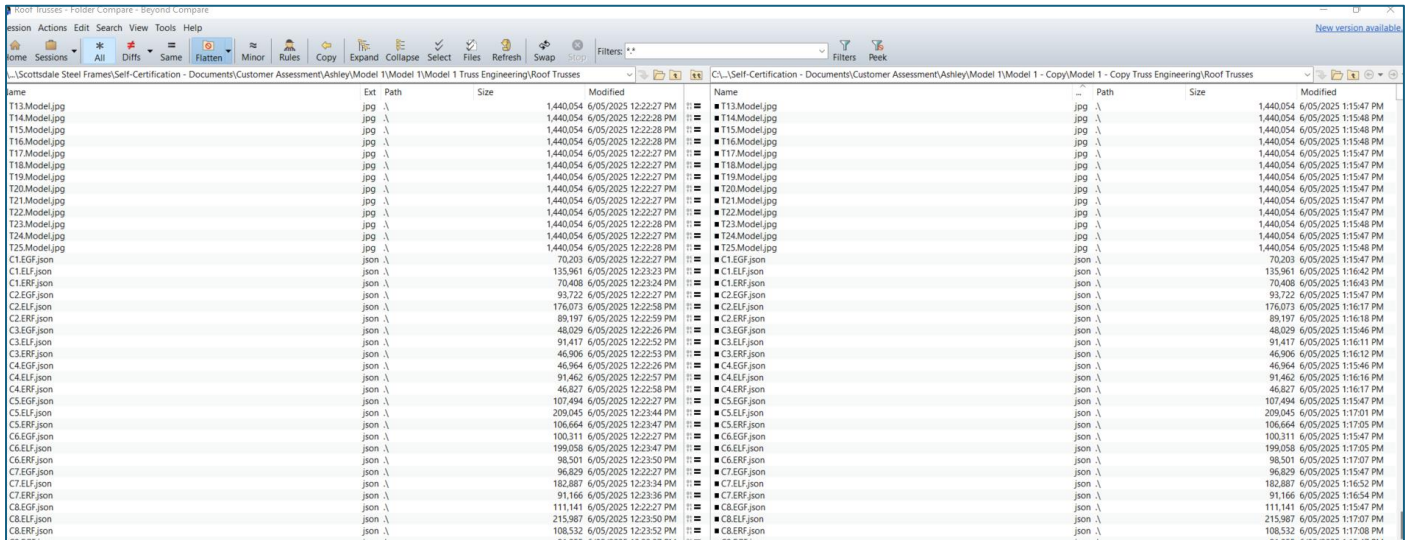 Roof Trusses - Folder Compare - Beyond Compare
ession Actions Edit Search View Tools Help New version available
ome Sessions All Diffs Same Flatten Minor Rules Copy Expand Collapse Select Files Refresh Swap Stop Filters: *.* Filters Peek
\...\Scottsdale Steel Frames\Self-Certification - Documents\Customer Assessment\Ashley\Model 1\Model 1\Model 1 Truss Engineering\Roof Trusses C:\...\Self-Certification - Documents\Customer Assessment\Ashley\Model 1\Model 1 - Copy\Model 1 - Copy Truss Engineering\Roof Trusses
ame Ext Path Size Modified Name ... Path Size Modified
T13.Model.jpg jpg .\ 1,440,054 6/05/2025 12:22:27 PM = T13.Model.jpg jpg .\ 1,440,054 6/05/2025 1:15:47 PM
T14.Model.jpg jpg .\ 1,440,054 6/05/2025 12:22:28 PM = T14.Model.jpg jpg .\ 1,440,054 6/05/2025 1:15:48 PM
T15.Model.jpg jpg .\ 1,440,054 6/05/2025 12:22:28 PM = T15.Model.jpg jpg .\ 1,440,054 6/05/2025 1:15:48 PM
T16.Model.jpg jpg .\ 1,440,054 6/05/2025 12:22:28 PM = T16.Model.jpg jpg .\ 1,440,054 6/05/2025 1:15:48 PM
T17.Model.jpg jpg .\ 1,440,054 6/05/2025 12:22:27 PM = T17.Model.jpg jpg .\ 1,440,054 6/05/2025 1:15:47 PM
T18.Model.jpg jpg .\ 1,440,054 6/05/2025 12:22:27 PM = T18.Model.jpg jpg .\ 1,440,054 6/05/2025 1:15:47 PM
T19.Model.jpg jpg .\ 1,440,054 6/05/2025 12:22:27 PM = T19.Model.jpg jpg .\ 1,440,054 6/05/2025 1:15:47 PM
T20.Model.jpg jpg .\ 1,440,054 6/05/2025 12:22:27 PM = T20.Model.jpg jpg .\ 1,440,054 6/05/2025 1:15:47 PM
T21.Model.jpg jpg .\ 1,440,054 6/05/2025 12:22:27 PM = T21.Model.jpg jpg .\ 1,440,054 6/05/2025 1:15:47 PM
T22.Model.jpg jpg .\ 1,440,054 6/05/2025 12:22:27 PM = T22.Model.jpg jpg .\ 1,440,054 6/05/2025 1:15:47 PM
T23.Model.jpg jpg .\ 1,440,054 6/05/2025 12:22:28 PM = T23.Model.jpg jpg .\ 1,440,054 6/05/2025 1:15:48 PM
T24.Model.jpg jpg .\ 1,440,054 6/05/2025 12:22:27 PM = T24.Model.jpg jpg .\ 1,440,054 6/05/2025 1:15:47 PM
T25.Model.jpg jpg .\ 1,440,054 6/05/2025 12:22:28 PM = T25.Model.jpg jpg .\ 1,440,054 6/05/2025 1:15:48 PM
C1.EGF.json json .\ 70,203 6/05/2025 12:22:27 PM = C1.EGF.json json .\ 70,203 6/05/2025 1:15:47 PM
C1.ELF.json json .\ 135,961 6/05/2025 12:23:23 PM = C1.ELF.json json .\ 135,961 6/05/2025 1:16:42 PM
C1.ERF.json json .\ 70,408 6/05/2025 12:23:24 PM = C1.ERF.json json .\ 70,408 6/05/2025 1:16:43 PM
C2.EGF.json json .\ 93,722 6/05/2025 12:22:27 PM = C2.EGF.json json .\ 93,722 6/05/2025 1:15:47 PM
C2.ELF.json json .\ 176,073 6/05/2025 12:22:58 PM = C2.ELF.json json .\ 176,073 6/05/2025 1:16:17 PM
C2.ERF.json json .\ 89,197 6/05/2025 12:22:59 PM = C2.ERF.json json .\ 89,197 6/05/2025 1:16:18 PM
C3.EGF.json json .\ 48,029 6/05/2025 12:22:26 PM = C3.EGF.json json .\ 48,029 6/05/2025 1:15:46 PM
C3.ELF.json json .\ 91,417 6/05/2025 12:22:52 PM = C3.ELF.json json .\ 91,417 6/05/2025 1:16:11 PM
C3.ERF.json json .\ 46,906 6/05/2025 12:22:53 PM = C3.ERF.json json .\ 46,906 6/05/2025 1:16:12 PM
C4.EGF.json json .\ 46,964 6/05/2025 12:22:26 PM = C4.EGF.json json .\ 46,964 6/05/2025 1:15:46 PM
C4.ELF.json json .\ 91,462 6/05/2025 12:22:57 PM = C4.ELF.json json .\ 91,462 6/05/2025 1:16:16 PM
C4.ERF.json json .\ 46,827 6/05/2025 12:22:58 PM = C4.ERF.json json .\ 46,827 6/05/2025 1:16:17 PM
C5.EGF.json json .\ 107,494 6/05/2025 12:22:27 PM = C5.EGF.json json .\ 107,494 6/05/2025 1:15:47 PM
C5.ELF.json json .\ 209,045 6/05/2025 12:23:44 PM = C5.ELF.json json .\ 209,045 6/05/2025 1:17:01 PM
C5.ERF.json json .\ 106,664 6/05/2025 12:23:47 PM = C5.ERF.json json .\ 106,664 6/05/2025 1:17:05 PM
C6.EGF.json json .\ 100,311 6/05/2025 12:22:27 PM = C6.EGF.json json .\ 100,311 6/05/2025 1:15:47 PM
C6.ELF.json json .\ 199,058 6/05/2025 12:23:47 PM = C6.ELF.json json .\ 199,058 6/05/2025 1:17:05 PM
C6.ERF.json json .\ 98,501 6/05/2025 12:23:50 PM = C6.ERF.json json .\ 98,501 6/05/2025 1:17:07 PM
C7.EGF.json json .\ 96,829 6/05/2025 12:22:27 PM = C7.EGF.json json .\ 96,829 6/05/2025 1:15:47 PM
C7.ELF.json json .\ 182,887 6/05/2025 12:23:34 PM = C7.ELF.json json .\ 182,887 6/05/2025 1:16:52 PM
C7.ERF.json json .\ 91,166 6/05/2025 12:23:36 PM = C7.ERF.json json .\ 91,166 6/05/2025 1:16:54 PM
C8.EGF.json json .\ 111,141 6/05/2025 12:22:27 PM = C8.EGF.json json .\ 111,141 6/05/2025 1:15:47 PM
C8.ELF.json json .\ 215,987 6/05/2025 12:23:50 PM = C8.ELF.json json .\ 215,987 6/05/2025 1:17:07 PM
C8.ERF.json json .\ 108,532 6/05/2025 12:23:52 PM = C8.ERF.json json .\ 108,532 6/05/2025 1:17:08 PM